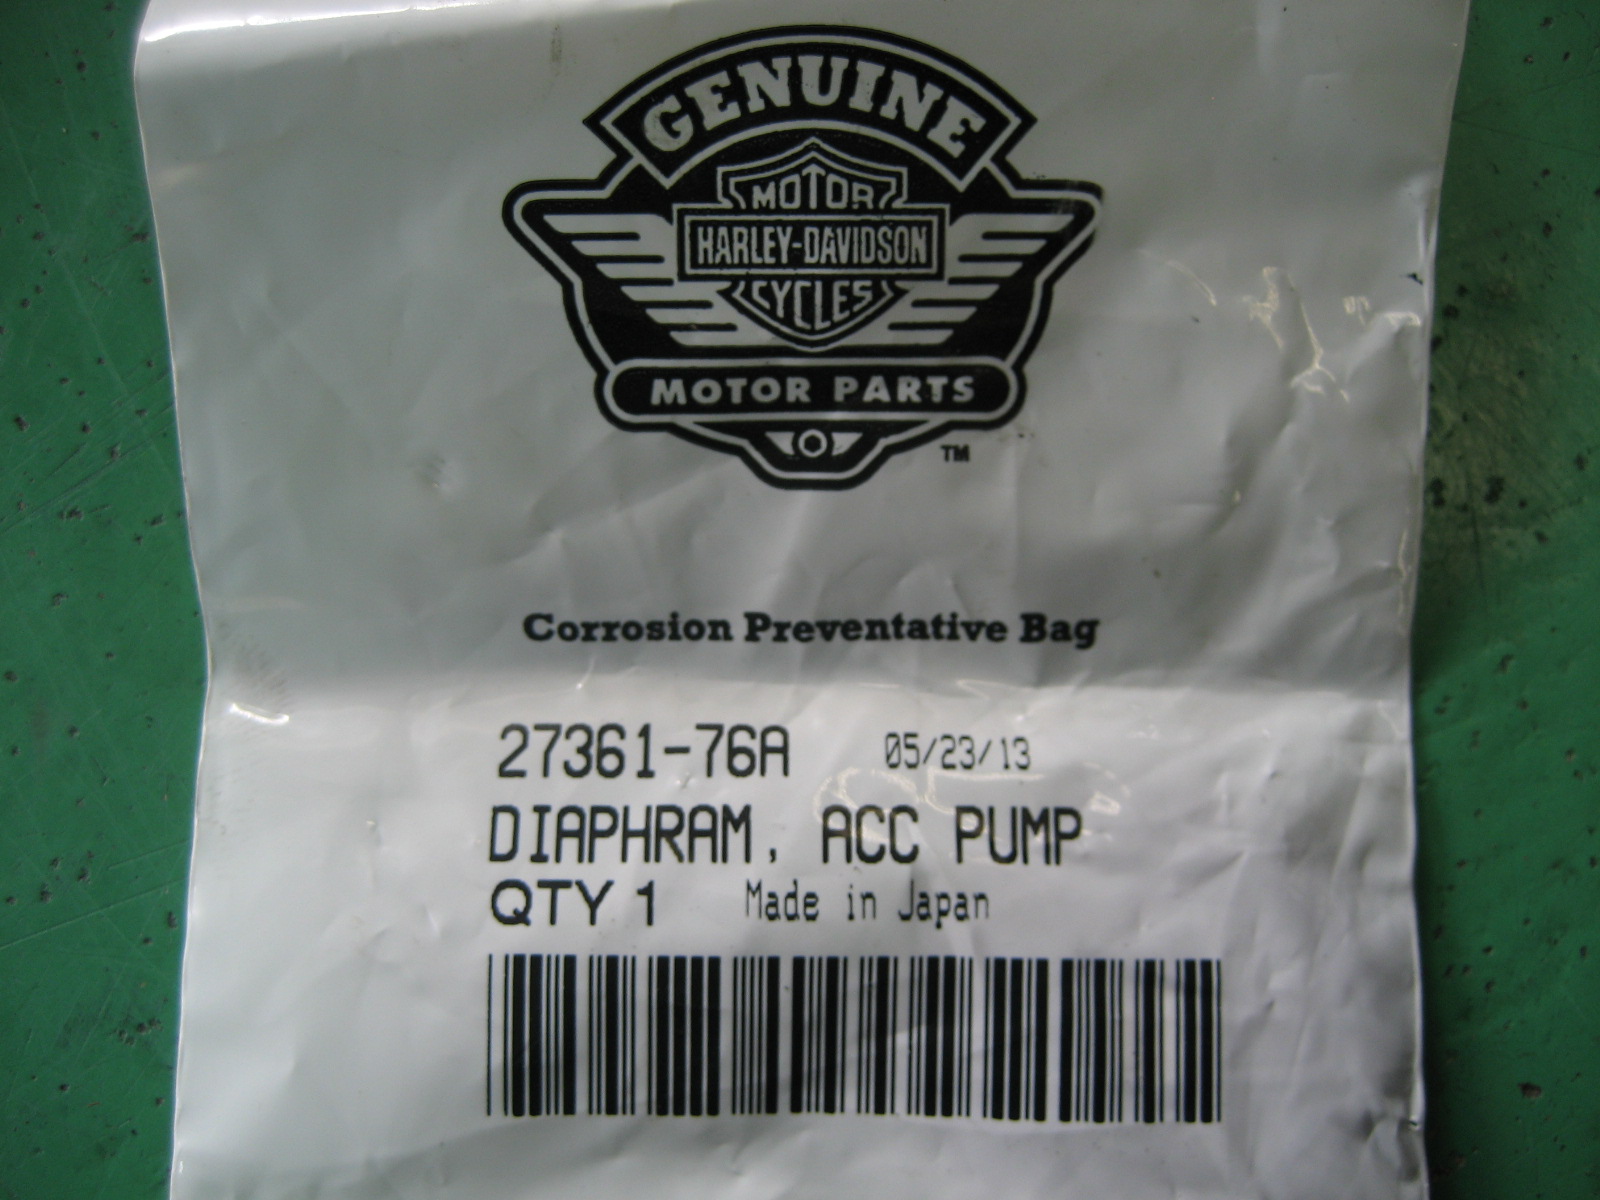 GENUINE
MOTOR
HARLEY-DAVIDSON
CYCLES
MOTOR PARTS
TM
Corrosion Preventative Bag
27361-76A 05/23/13
DIAPHRAM, ACC PUMP
QTY 1 Made in Japan